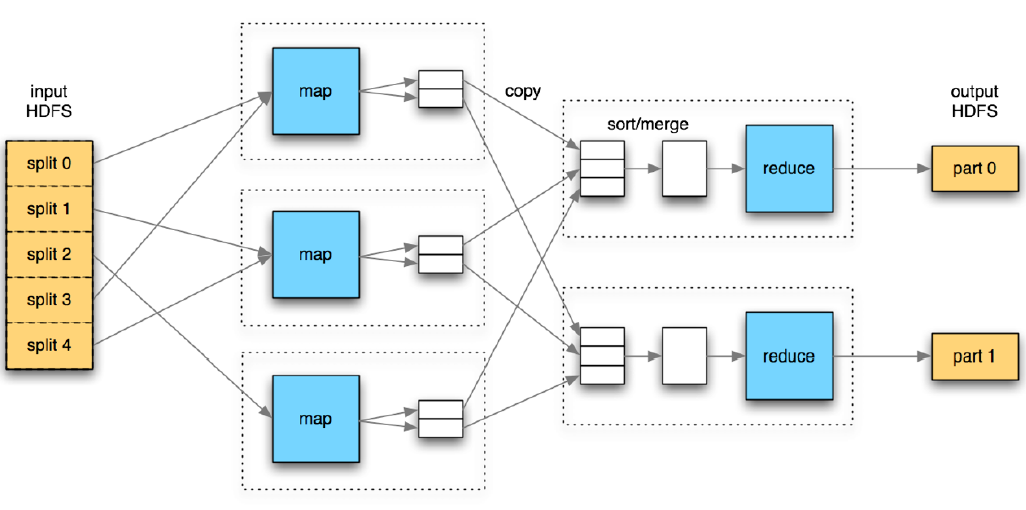 input
HDFS
split 0
split 1
split 2
split 3
split 4
map
map
map
copy
sort/merge
reduce
reduce
output
HDFS
part 0
part 1